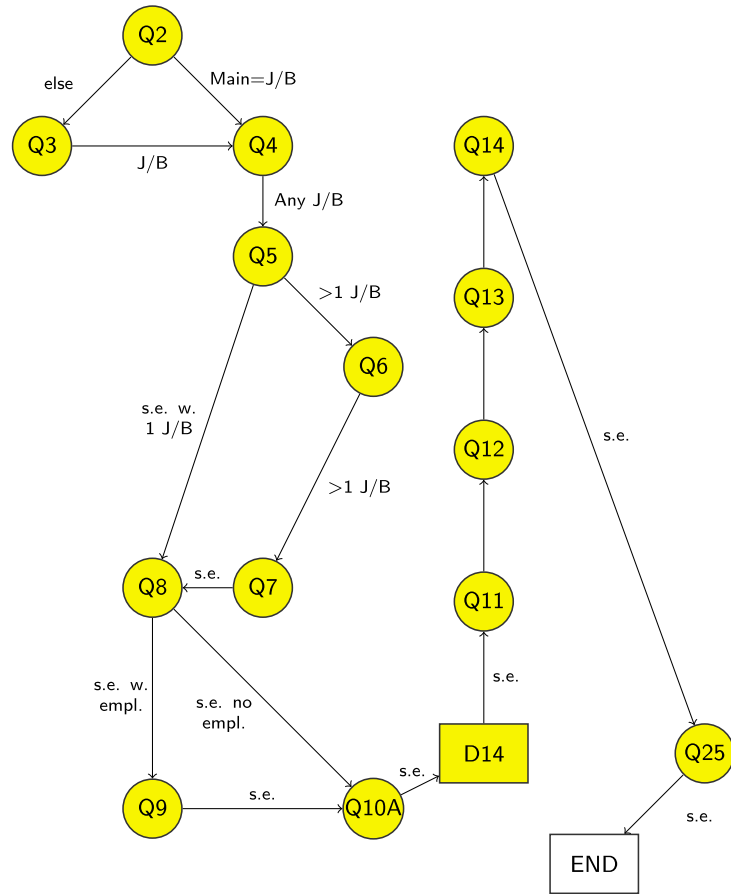 Q2
else
Main=J/B
Q3
J/B
Q4
Q14
Any J/B
Q5
>1 J/B
Q13
Q6
s.e. w.
1 J/B
>1 J/B
Q12
s.e.
Q8
s.e.
Q7
Q11
s.e. w.
empl.
s.e. no
empl.
s.e.
Q9
s.e.
Q10A
s.e.
D14
Q25
s.e.
END